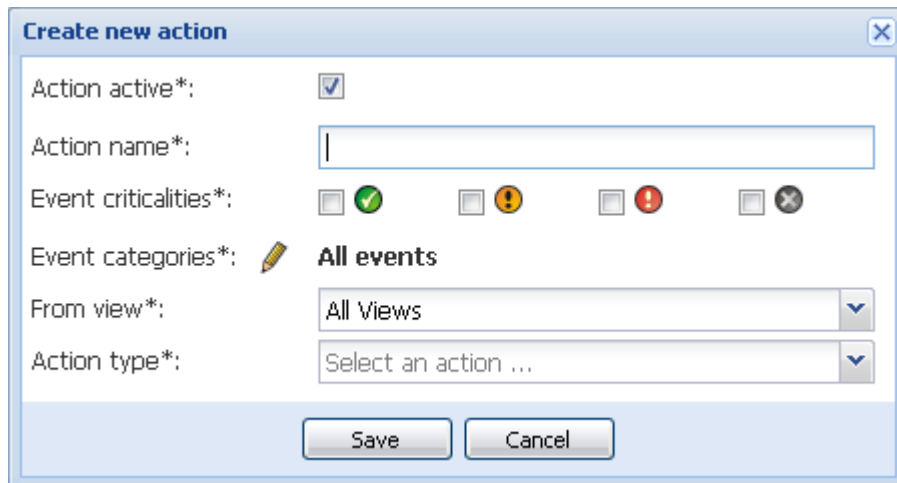 Create new action
Action active*:
Action name*:
Event criticalities*:
Event categories*: All events
From view*: All Views
Action type*: Select an action ...
Save Cancel